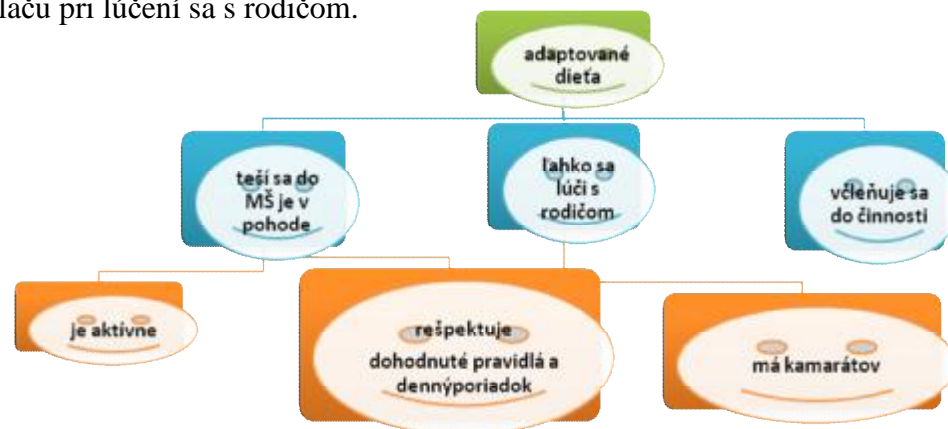 plaču pri lúčení sa s rodičom.
adaptované
dieťa
teší sa do
MŠ je v
pohode
ľahko sa
lúči s
rodičom
včleňuje sa
do činnosti
je aktívne
rešpektuje
dohodnuté pravidlá a
dennýporiadok
má kamarátov